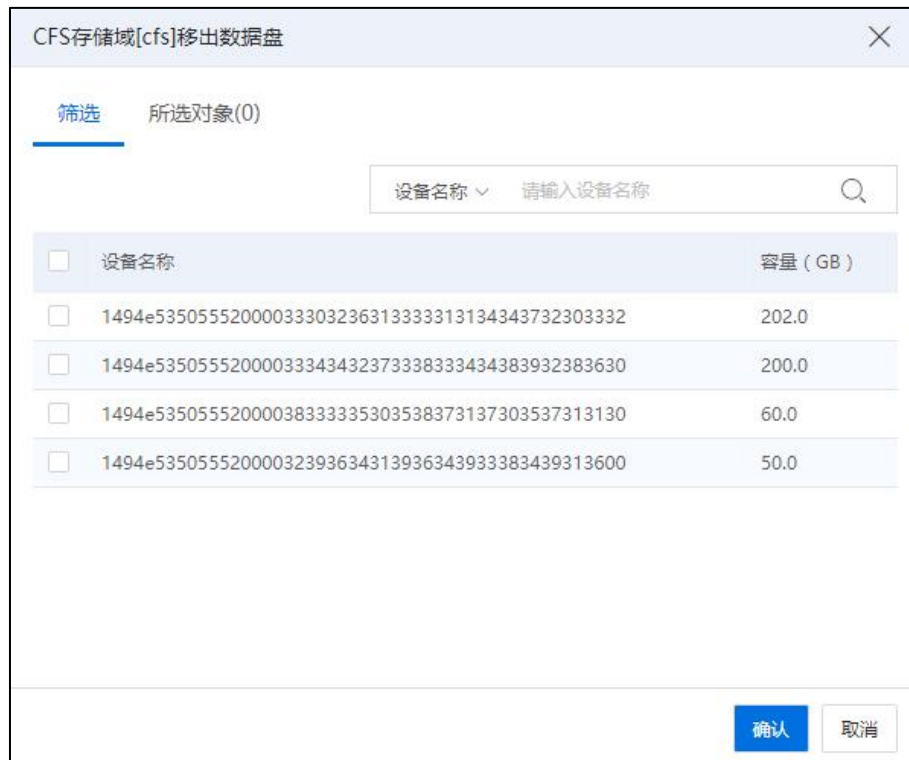 CFS存储域[cfs]移出数据盘
筛选 所选对象(0)
设备名称 请输入设备名称
设备名称 容量（GB）
1494e53505552000033303236313333313134343732303332 202.0
1494e53505552000033343432373338333434383932383630 200.0
1494e53505552000038333335303538373137303537313130 60.0
1494e53505552000032393634313936343933383439313600 50.0
确认 取消